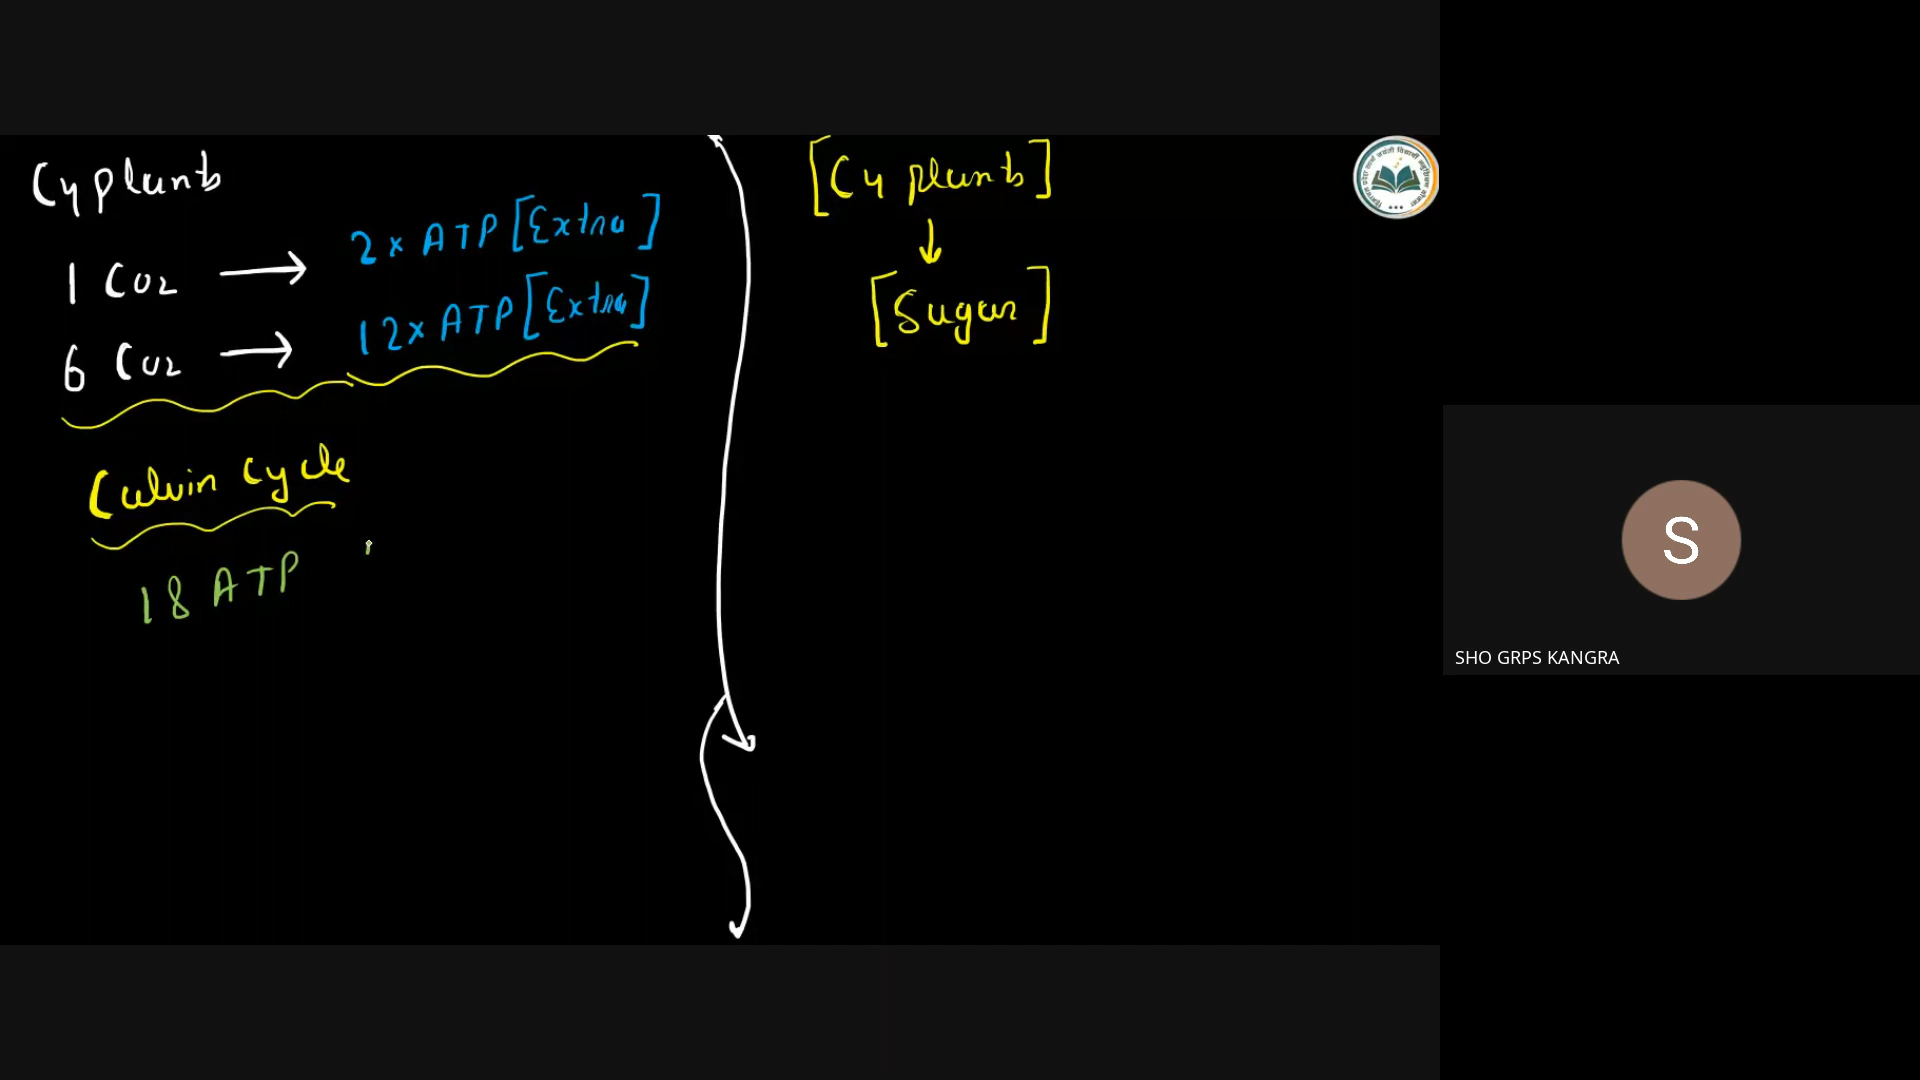 C4 plants
1 CO2 → 2 x ATP [Extra]
6 CO2 → 12 x ATP [Extra]
Calvin Cycle
18 ATP
[C4 plants]
↓
[Sugar]
S
SHO GRPS KANGRA